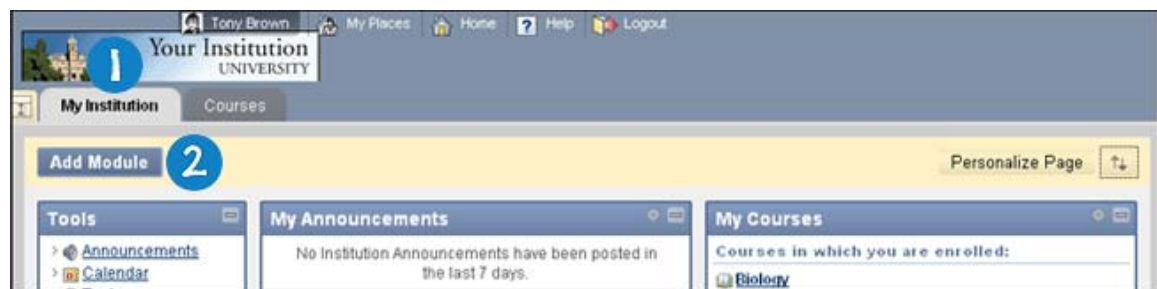 Tony Brown My Places Home ? Help Logout
Your Institution
UNIVERSITY
1
My Institution Courses
Add Module 2 Personalize Page
Tools My Announcements My Courses
Announcements No Institution Announcements have been posted in
the last 7 days. Courses in which you are enrolled:
Calendar Biology